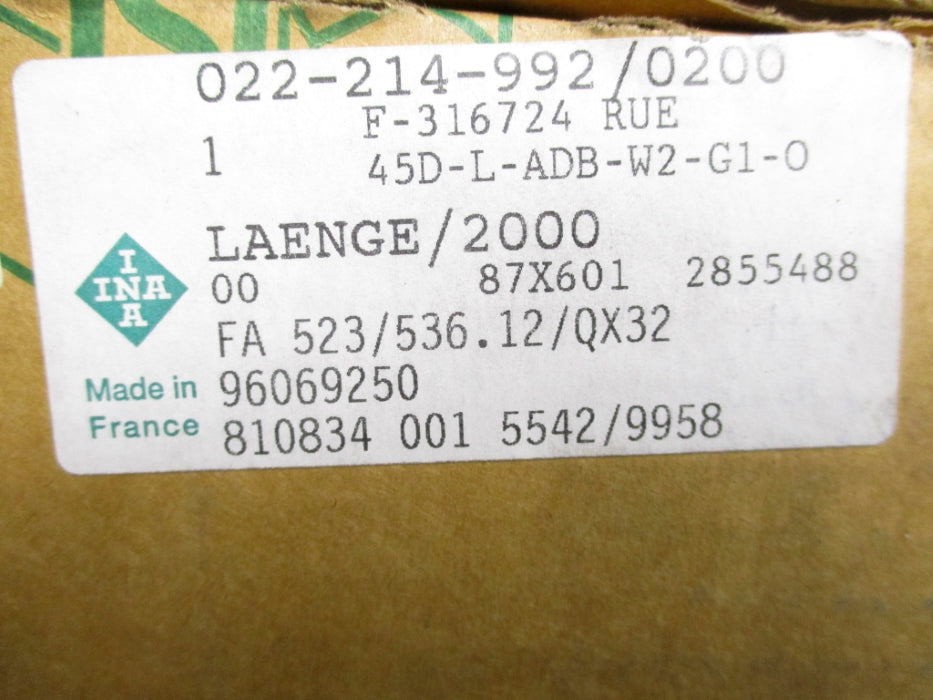 022-214-992/0200
F-316724 RUE
1 45D-L-ADB-W2-G1-O
LAENGE/2000
00 87X601 2855488
FA 523/536.12/QX32
96069250
810834 001 5542/9958
I
INA
A
Made in
France